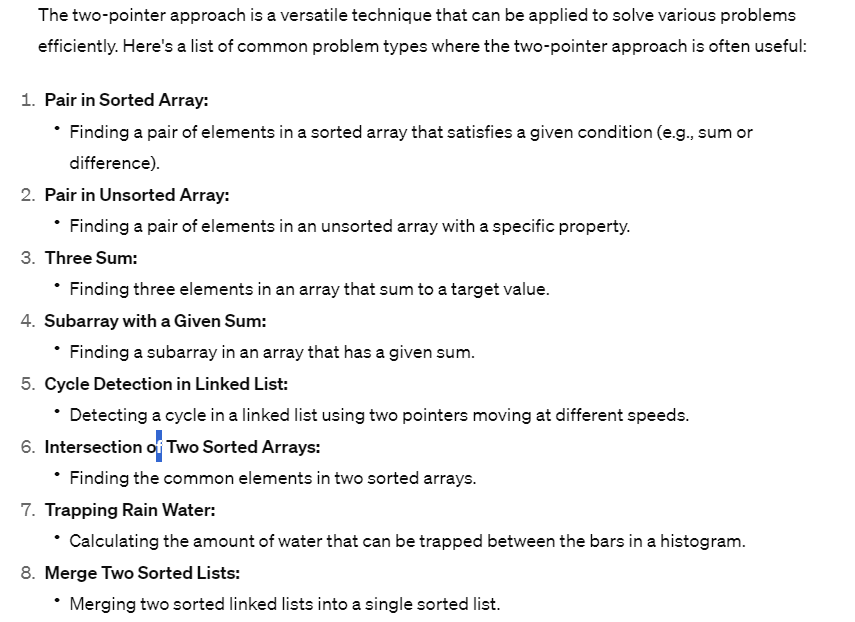 The two-pointer approach is a versatile technique that can be applied to solve various problems
efficiently. Here's a list of common problem types where the two-pointer approach is often useful:
1. Pair in Sorted Array:
• Finding a pair of elements in a sorted array that satisfies a given condition (e.g., sum or
difference).
2. Pair in Unsorted Array:
• Finding a pair of elements in an unsorted array with a specific property.
3. Three Sum:
• Finding three elements in an array that sum to a target value.
4. Subarray with a Given Sum:
• Finding a subarray in an array that has a given sum.
5. Cycle Detection in Linked List:
• Detecting a cycle in a linked list using two pointers moving at different speeds.
6. Intersection of Two Sorted Arrays:
• Finding the common elements in two sorted arrays.
7. Trapping Rain Water:
• Calculating the amount of water that can be trapped between the bars in a histogram.
8. Merge Two Sorted Lists:
• Merging two sorted linked lists into a single sorted list.